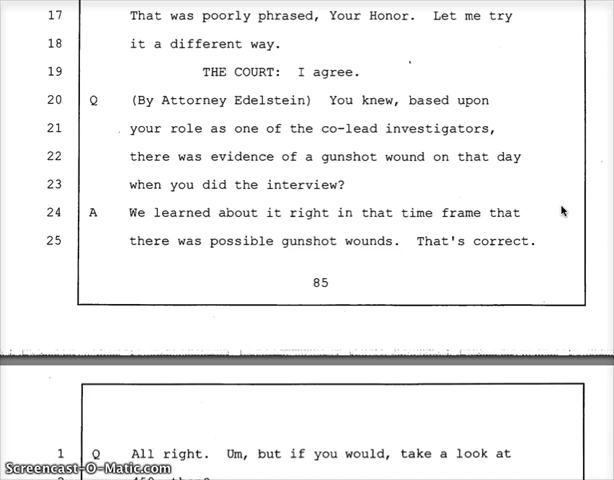 17 That was poorly phrased, Your Honor. Let me try
18 it a different way.
19 THE COURT: I agree.
20 Q (By Attorney Edelstein) You knew, based upon
21 your role as one of the co-lead investigators,
22 there was evidence of a gunshot wound on that day
23 when you did the interview?
24 A We learned about it right in that time frame that
25 there was possible gunshot wounds. That's correct.
85
1 Q All right. Um, but if you would, take a look at
Screencast-O-Matic.com